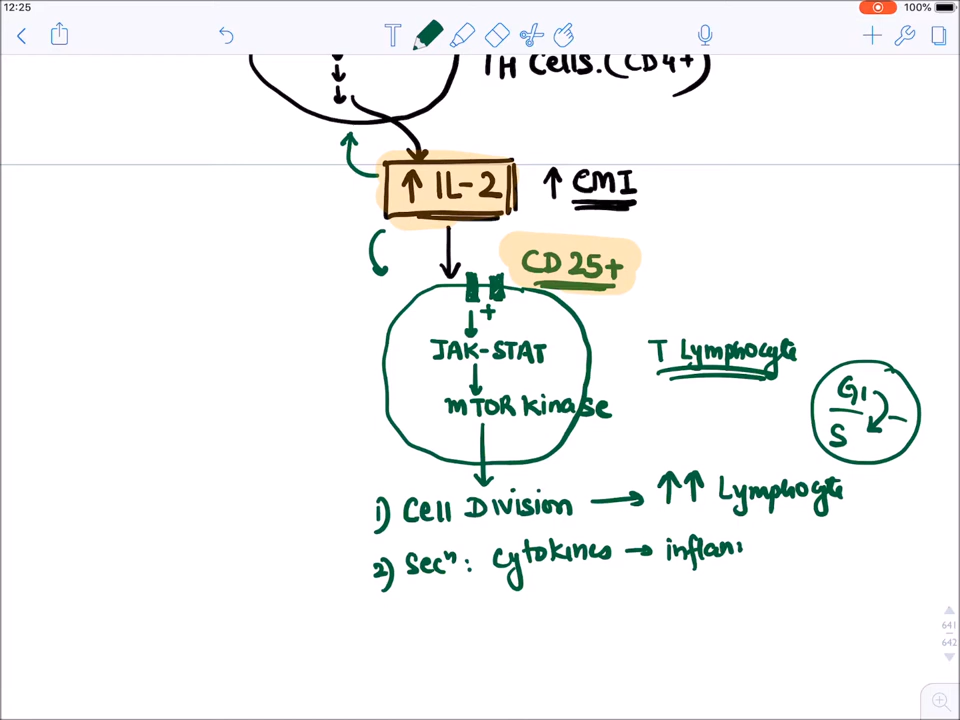 12:25
100%
T
TH Cells. (CD4+)
↑ IL-2 ↑ CMI
CD 25+
+
JAK-STAT
T Lymphocyte
mTOR kinase
G1
S
1) Cell Division → ↑↑ Lymphocyte
2) Secⁿ: Cytokines → inflam
641
642